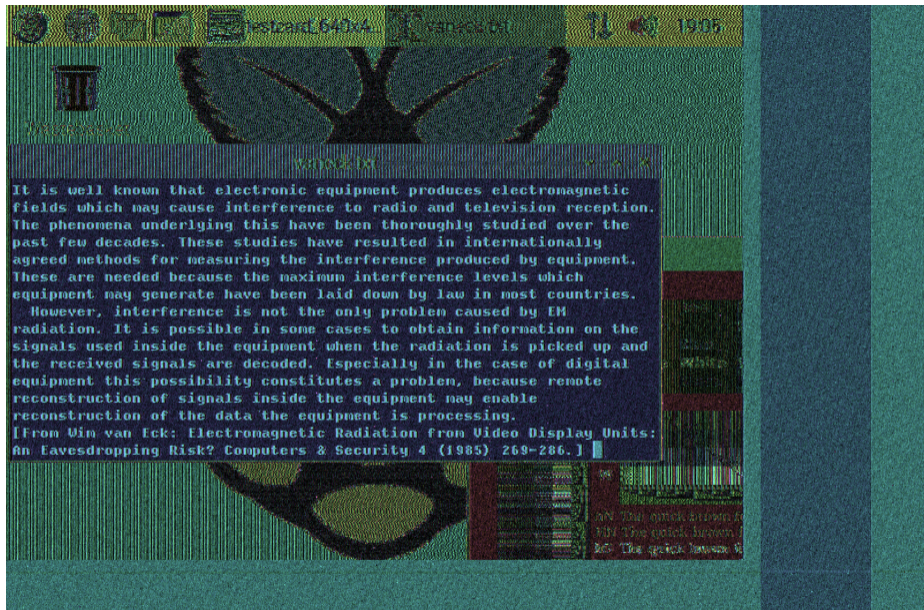 testcard_640x4...
vaneck.txt
19:05
vaneck.txt
It is well known that electronic equipment produces electromagnetic
fields which may cause interference to radio and television reception.
The phenomena underlying this have been thoroughly studied over the
past few decades. These studies have resulted in internationally
agreed methods for measuring the interference produced by equipment.
These are needed because the maximum interference levels which
equipment may generate have been laid down by law in most countries.
However, interference is not the only problem caused by EM
radiation. It is possible in some cases to obtain information on the
signals used inside the equipment when the radiation is picked up and
the received signals are decoded. Especially in the case of digital
equipment this possibility constitutes a problem, because remote
reconstruction of signals inside the equipment may enable
reconstruction of the data the equipment is processing.
[From Wim van Eck: Electromagnetic Radiation from Video Display Units:
An Eavesdropping Risk? Computers & Security 4 (1985) 269-286.]
The quick brown
The quick brown
The quick brown